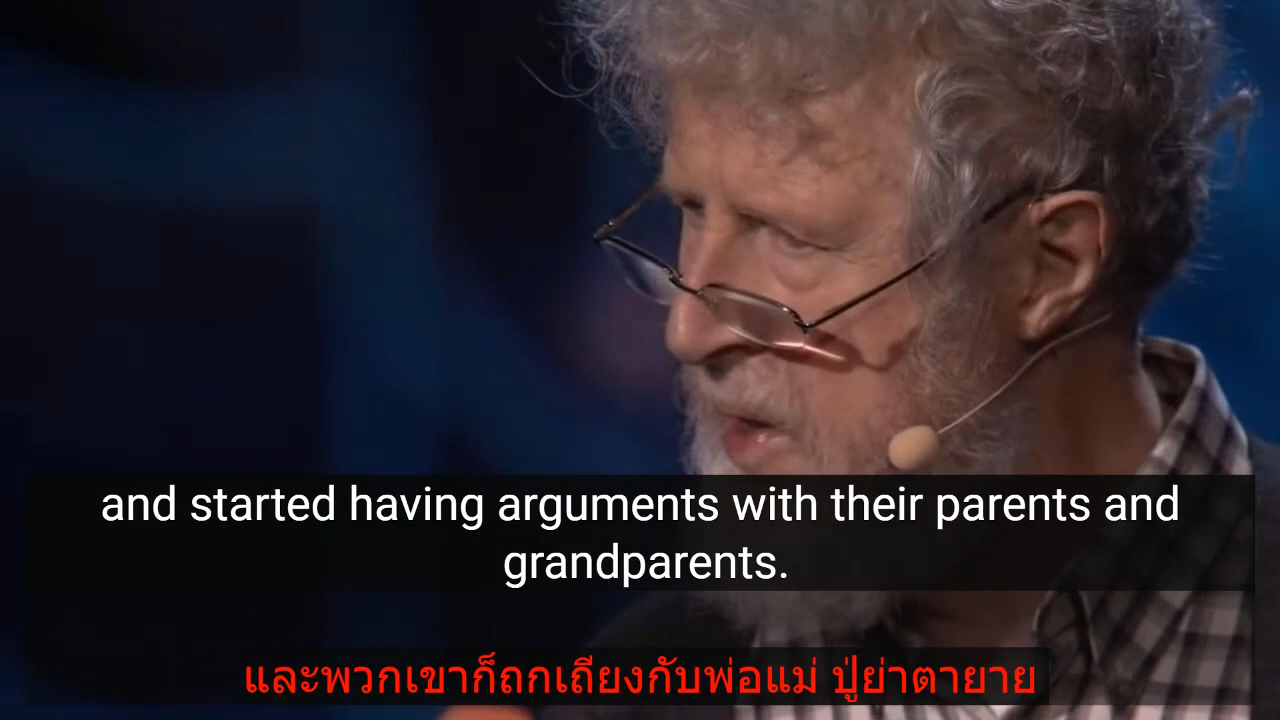 and started having arguments with their parents and
grandparents.
และพวกเขาก็ถกเถียงกับพ่อแม่ ปู่ย่าตายาย